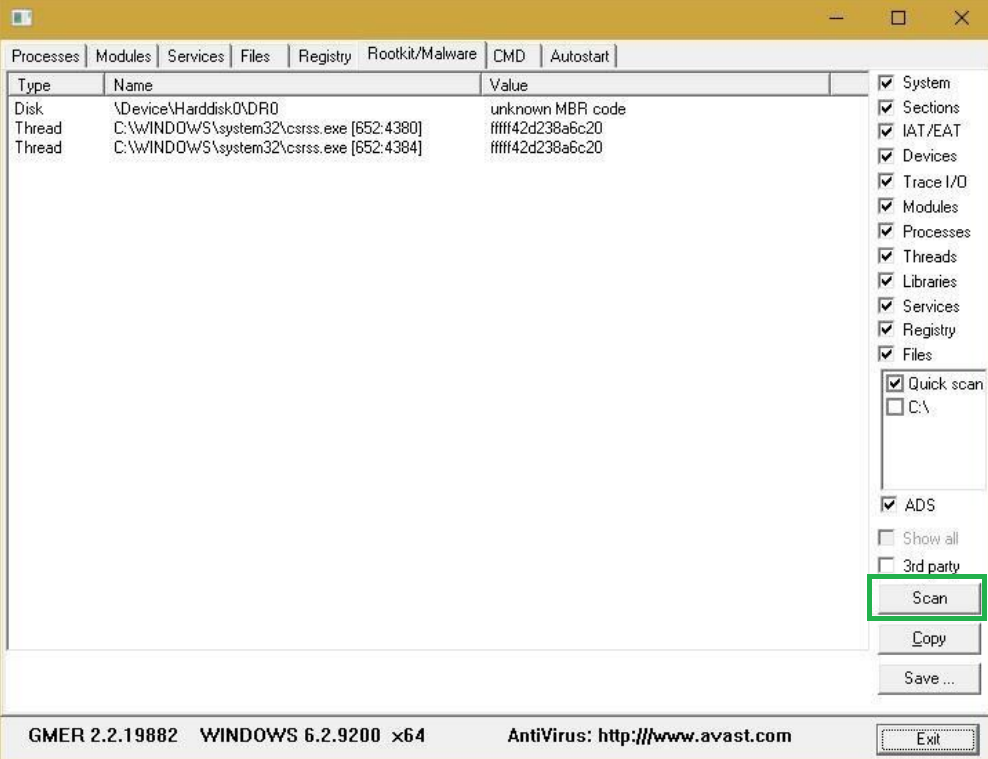 Processes Modules Services Files Registry Rootkit/Malware CMD Autostart
Type Name Value
Disk \Device\Harddisk0\DR0 unknown MBR code
Thread C:\WINDOWS\system32\csrss.exe [652:4380] fffff42d238a6c20
Thread C:\WINDOWS\system32\csrss.exe [652:4384] fffff42d238a6c20
System
Sections
IAT/EAT
Devices
Trace I/O
Modules
Processes
Threads
Libraries
Services
Registry
Files
Quick scan
C:\
ADS
Show all
3rd party
Scan
Copy
Save ...
GMER 2.2.19882 WINDOWS 6.2.9200 x64 AntiVirus: http:///www.avast.com
Exit